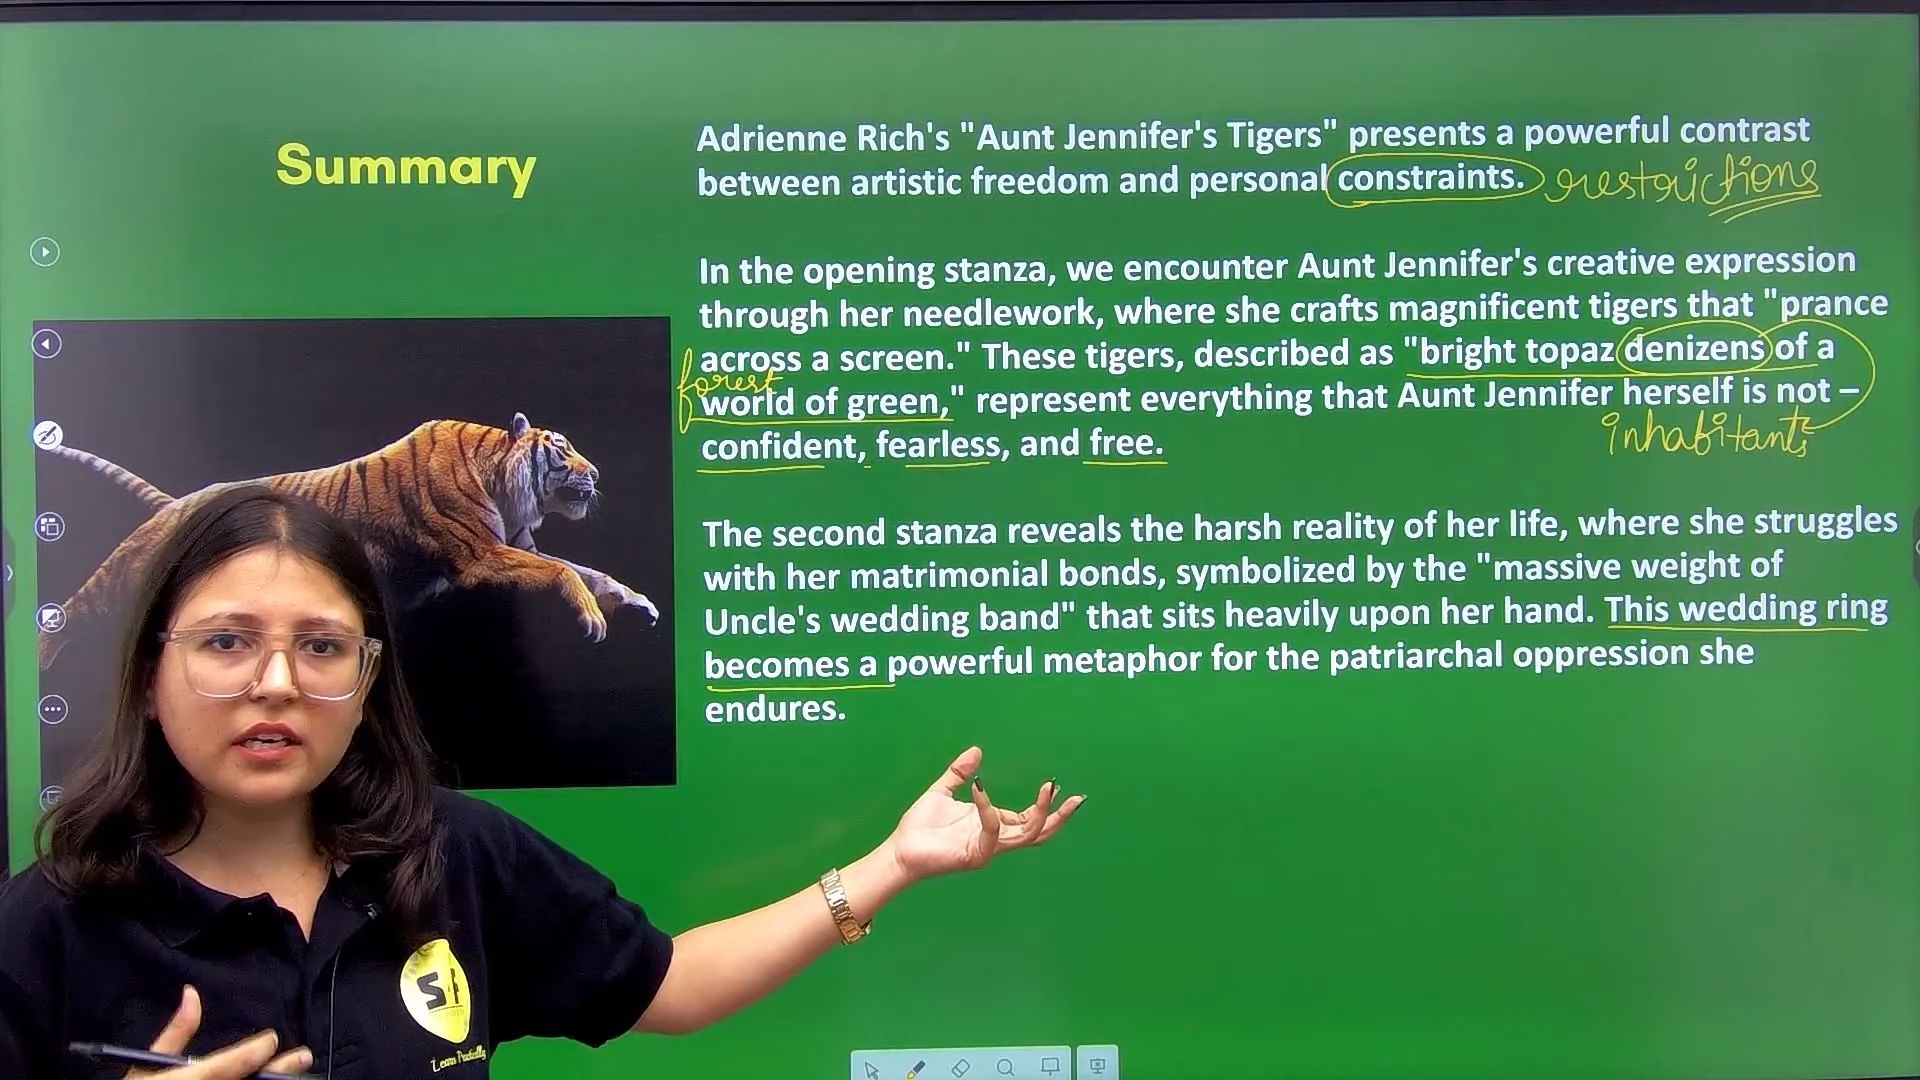 Summary
Adrienne Rich's "Aunt Jennifer's Tigers" presents a powerful contrast
between artistic freedom and personal constraints. restrictions
In the opening stanza, we encounter Aunt Jennifer's creative expression
through her needlework, where she crafts magnificent tigers that "prance
across a screen." These tigers, described as "bright topaz denizens of a
forest
world of green," represent everything that Aunt Jennifer herself is not –
inhabitants
confident, fearless, and free.
The second stanza reveals the harsh reality of her life, where she struggles
with her matrimonial bonds, symbolized by the "massive weight of
Uncle's wedding band" that sits heavily upon her hand. This wedding ring
becomes a powerful metaphor for the patriarchal oppression she
endures.
Learn Practically